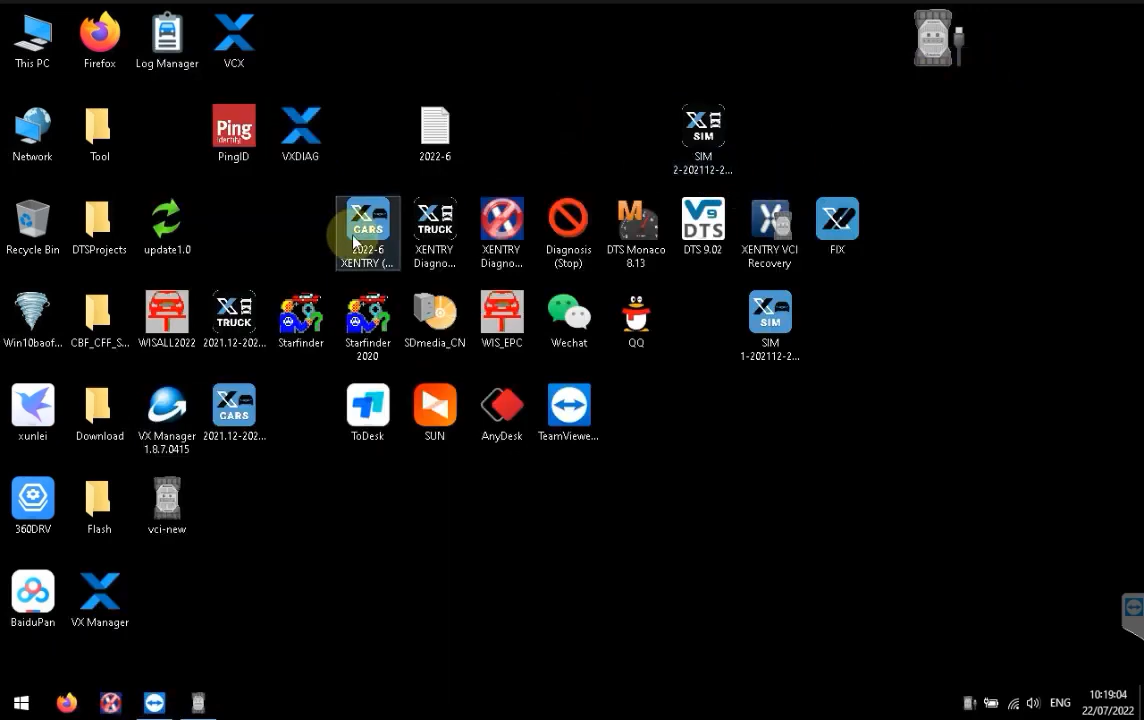 This PC
Firefox
Log Manager
VCX
SIM
Network
Tool
Ping
Identity
PingID
VXDIAG
2022-6
SIM
2-202112-2...
Recycle Bin
DTSProjects
update1.0
CARS
2022-6
XENTRY (...
TRUCK
XENTRY
Diagno...
XENTRY
Diagno...
Diagnosis
(Stop)
M
DTS Monaco
8.13
V9
DTS
DTS 9.02
XENTRY VCI
Recovery
FIX
Win10baof...
CBF_CFF_S...
WISALL2022
TRUCK
2021.12-202...
Starfinder
Starfinder
2020
SDmedia_CN
WIS_EPC
Wechat
QQ
SIM
SIM
1-202112-2...
xunlei
Download
VX Manager
1.8.7.0415
CARS
2021.12-202...
ToDesk
SUN
AnyDesk
TeamViewe...
360DRV
Flash
vci-new
BaiduPan
VX Manager
ENG
10:19:04
22/07/2022